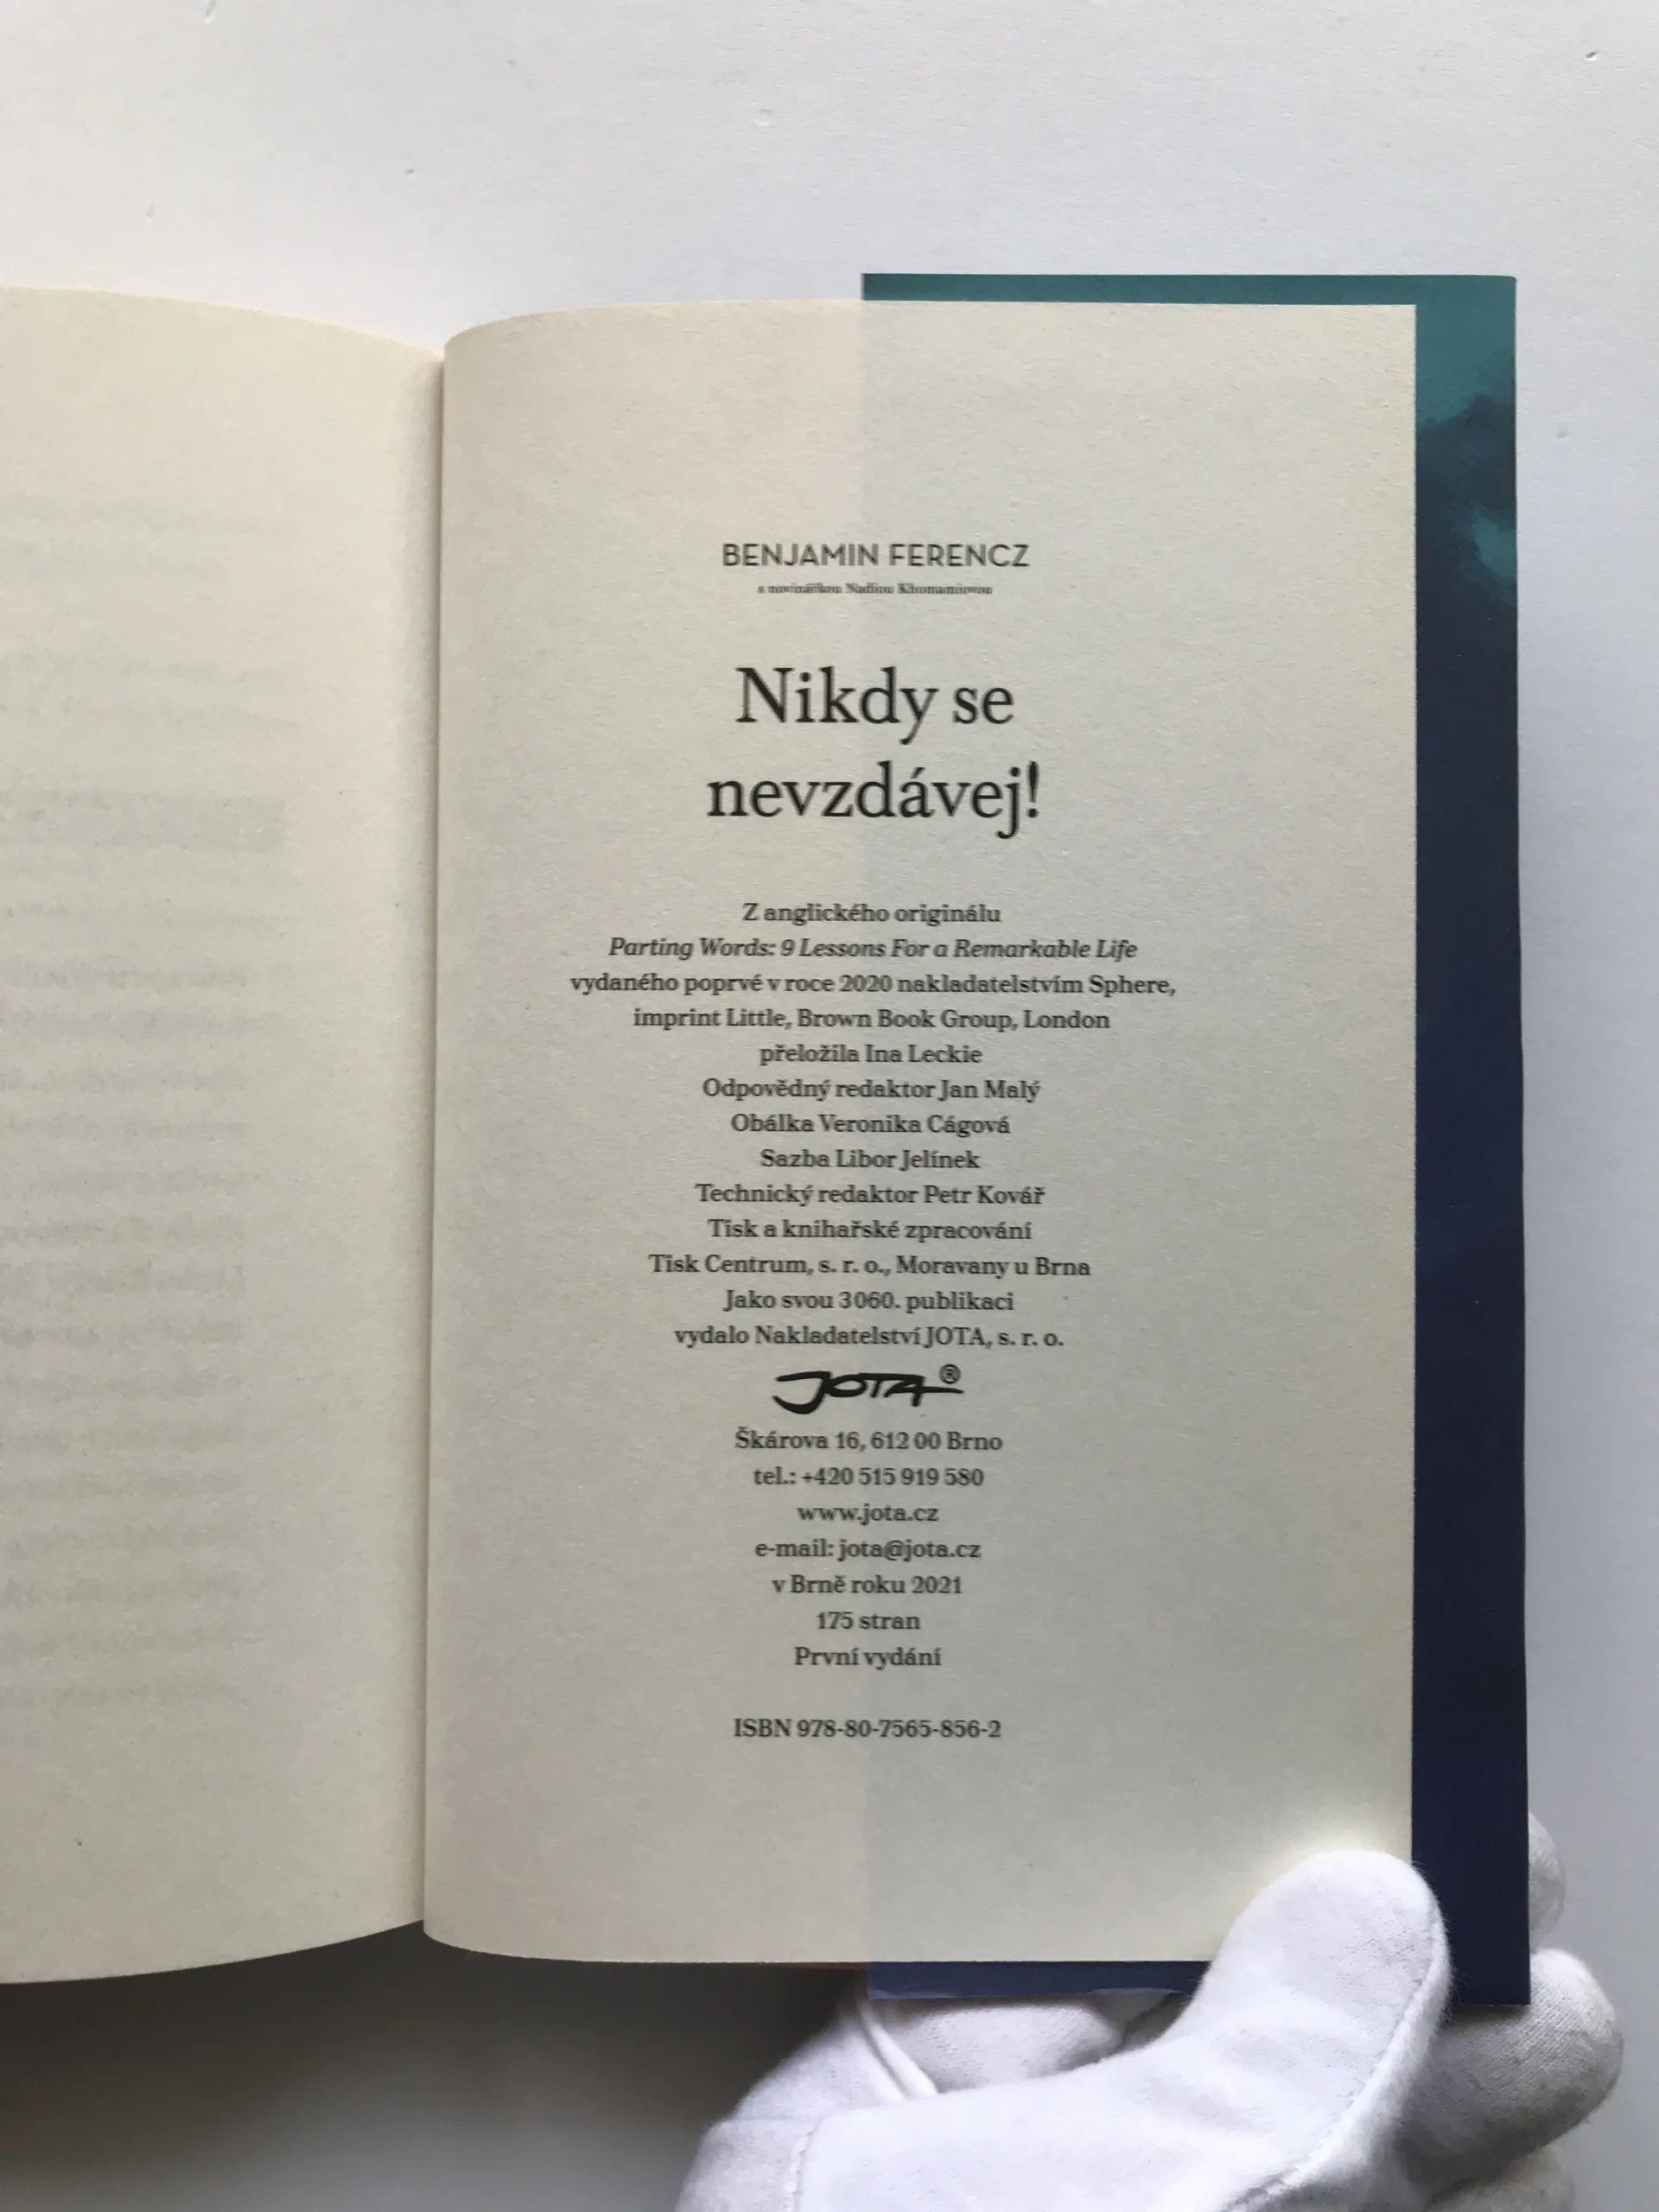 BENJAMIN FERENCZ
s novinářkou Nadiou Khomamiovou
Nikdy se
nevzdávej!
Z anglického originálu
Parting Words: 9 Lessons For a Remarkable Life
vydaného poprvé v roce 2020 nakladatelstvím Sphere,
imprint Little, Brown Book Group, London
přeložila Ina Leckie
Odpovědný redaktor Jan Malý
Obálka Veronika Cágová
Sazba Libor Jelínek
Technický redaktor Petr Kovář
Tisk a knihařské zpracování
Tisk Centrum, s. r. o., Moravany u Brna
Jako svou 3060. publikaci
vydalo Nakladatelství JOTA, s. r. o.
JOTA®
Škárova 16, 612 00 Brno
tel.: +420 515 919 580
www.jota.cz
e-mail: jota@jota.cz
v Brně roku 2021
175 stran
První vydání
ISBN 978-80-7565-856-2